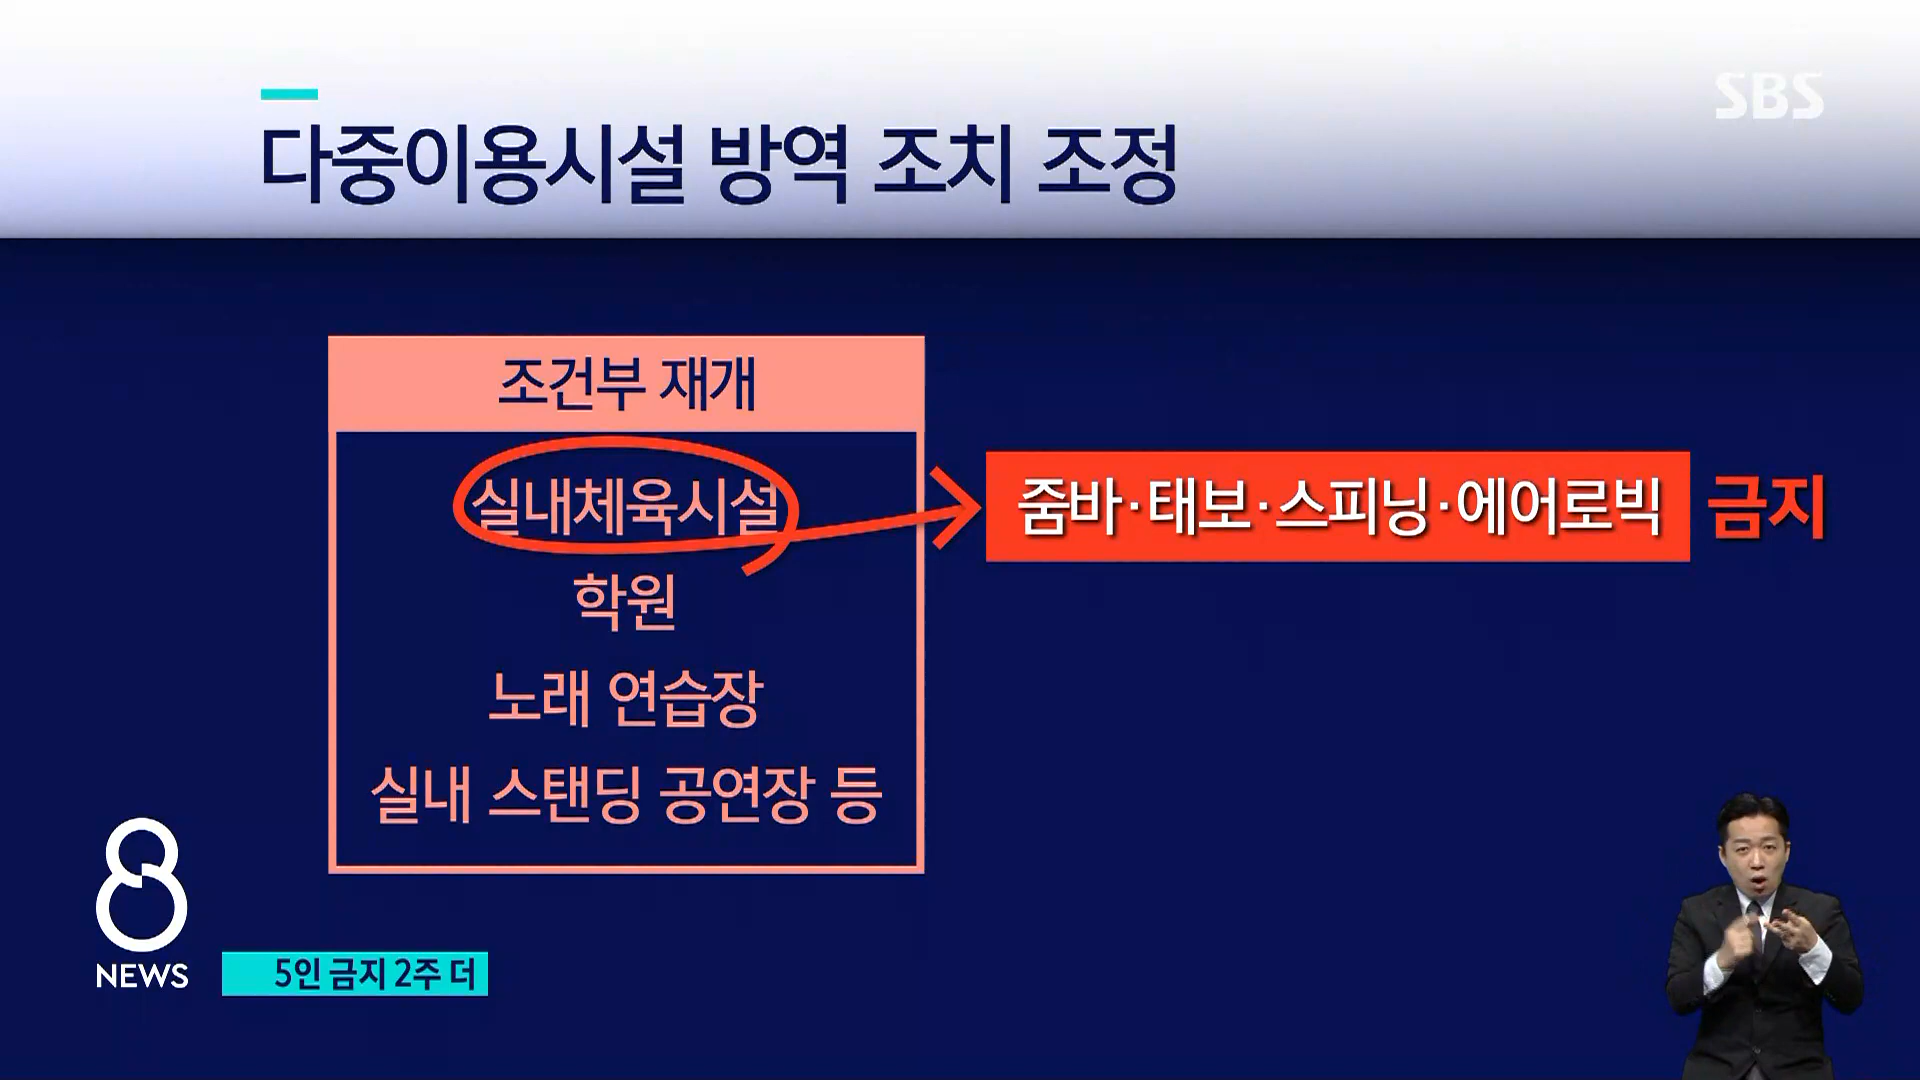 SBS
다중이용시설 방역 조치 조정
조건부 재개
실내체육시설
줌바·태보·스피닝·에어로빅 금지
학원
노래 연습장
실내 스탠딩 공연장 등
8
NEWS
5인 금지 2주 더